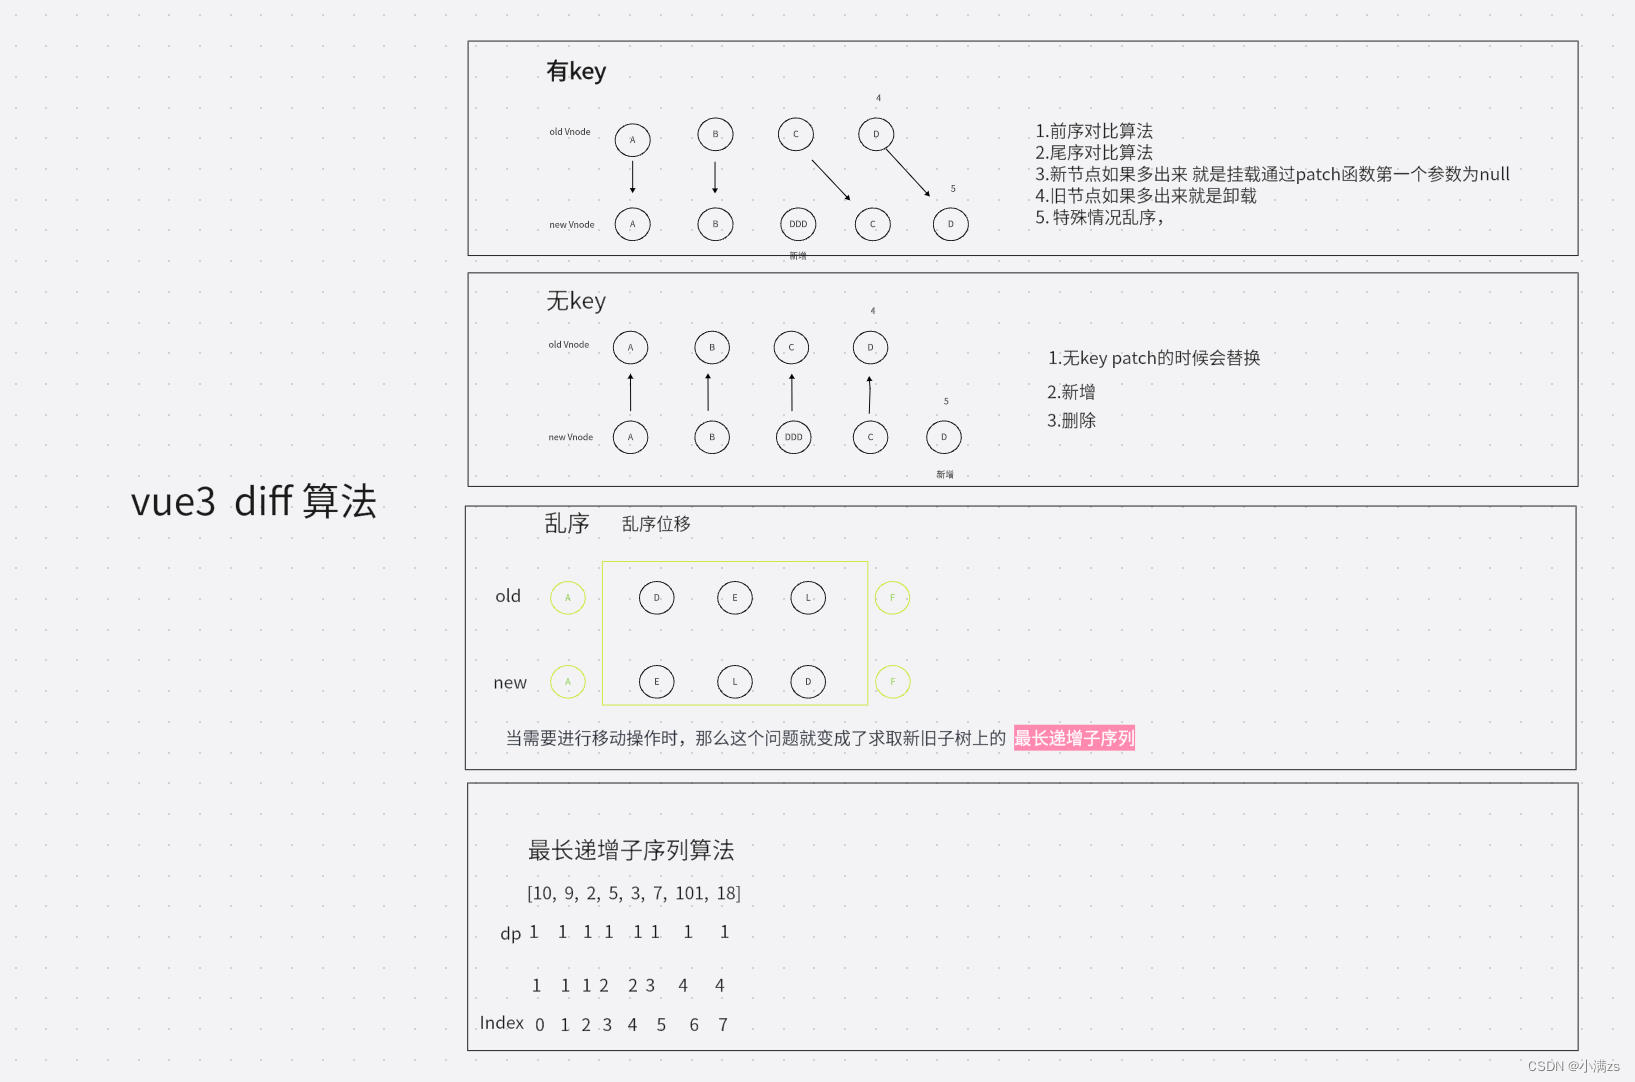 vue3 diff 算法
有key
4
old Vnode A B C D
1.前序对比算法
2.尾序对比算法
3.新节点如果多出来 就是挂载通过patch函数第一个参数为null
4.旧节点如果多出来就是卸载
5. 特殊情况乱序，
5
new Vnode A B DDD C D
新增
无key
4
old Vnode A B C D
1.无key patch的时候会替换
2.新增
3.删除
5
new Vnode A B DDD C D
新增
乱序 乱序位移
old A D E L F
new A E L D F
当需要进行移动操作时，那么这个问题就变成了求取新旧子树上的 最长递增子序列
最长递增子序列算法
[10, 9, 2, 5, 3, 7, 101, 18]
dp 1 1 1 1 1 1 1 1
1 1 1 2 2 3 4 4
Index 0 1 2 3 4 5 6 7
CSDN @小满zs